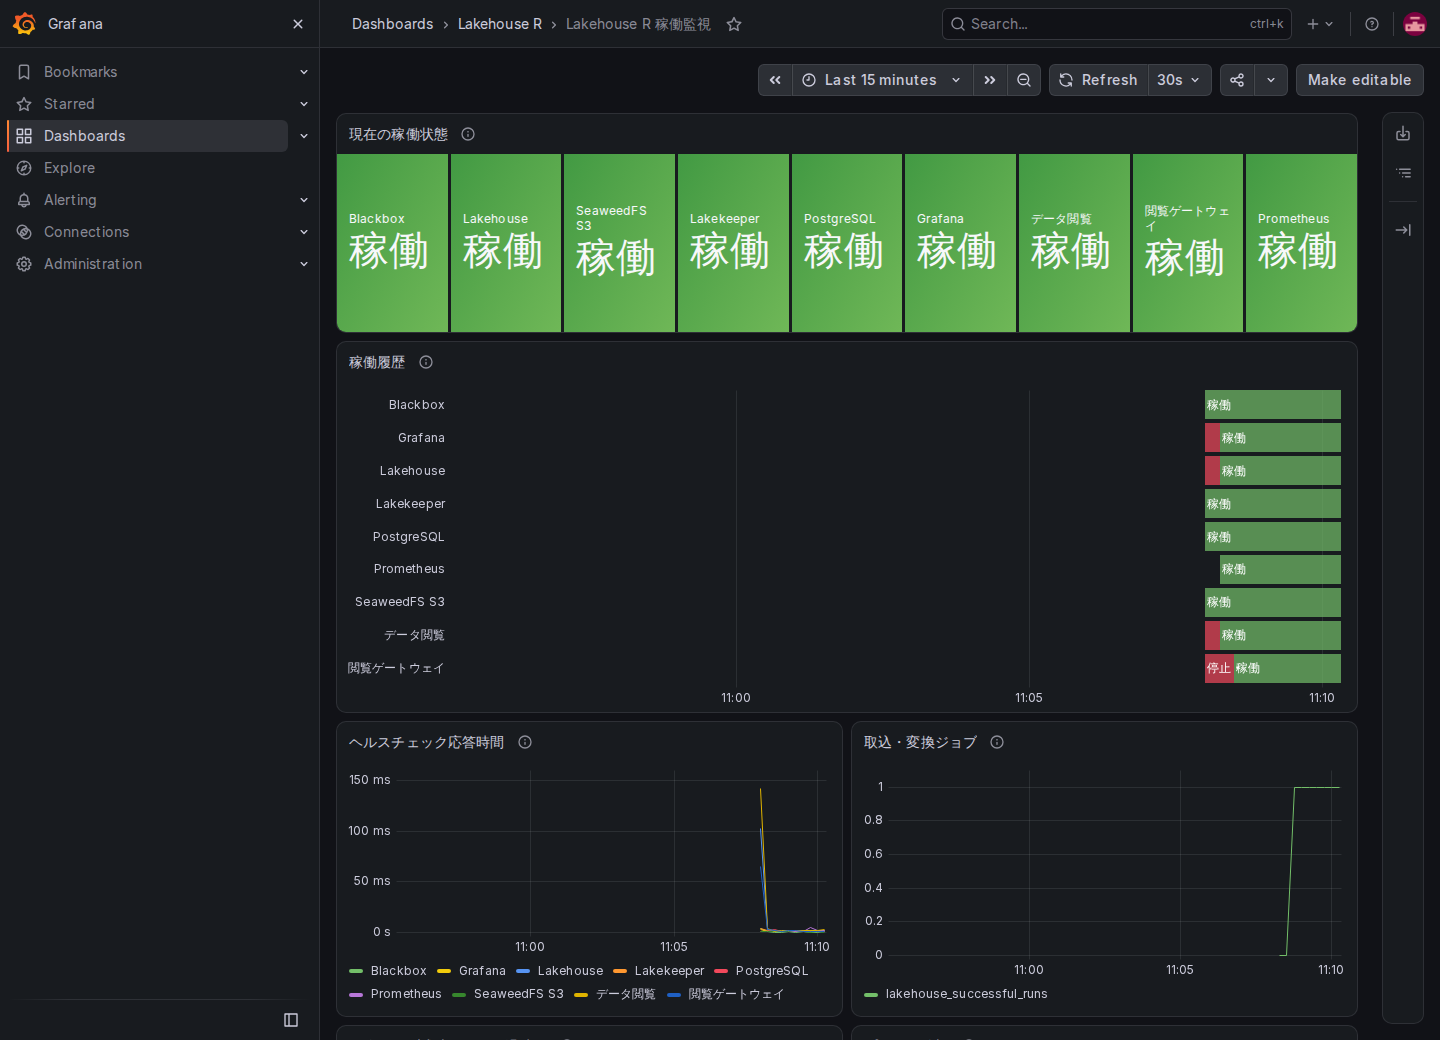 Grafana
Dashboards
Lakehouse R
Lakehouse R 稼働監視
Search...
ctrl+k
Bookmarks
Starred
Dashboards
Explore
Alerting
Connections
Administration
Last 15 minutes
Refresh
30s
Make editable
現在の稼働状態
Blackbox
稼働
Lakehouse
稼働
SeaweedFS
S3
稼働
Lakekeeper
稼働
PostgreSQL
稼働
Grafana
稼働
データ閲覧
稼働
閲覧ゲートウェ
イ
稼働
Prometheus
稼働
稼働履歴
Blackbox
稼働
Grafana
稼働
Lakehouse
稼働
Lakekeeper
稼働
PostgreSQL
稼働
Prometheus
稼働
SeaweedFS S3
稼働
データ閲覧
稼働
閲覧ゲートウェイ
停止
稼働
11:00
11:05
11:10
ヘルスチェック応答時間
150 ms
100 ms
50 ms
0 s
11:00
11:05
11:10
Blackbox
Grafana
Lakehouse
Lakekeeper
PostgreSQL
Prometheus
SeaweedFS S3
データ閲覧
閲覧ゲートウェイ
取込・変換ジョブ
1
0.8
0.6
0.4
0.2
0
11:00
11:05
11:10
lakehouse_successful_runs